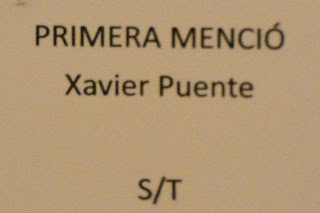 PRIMERA MENCIÓ
Xavier Puente
S/T